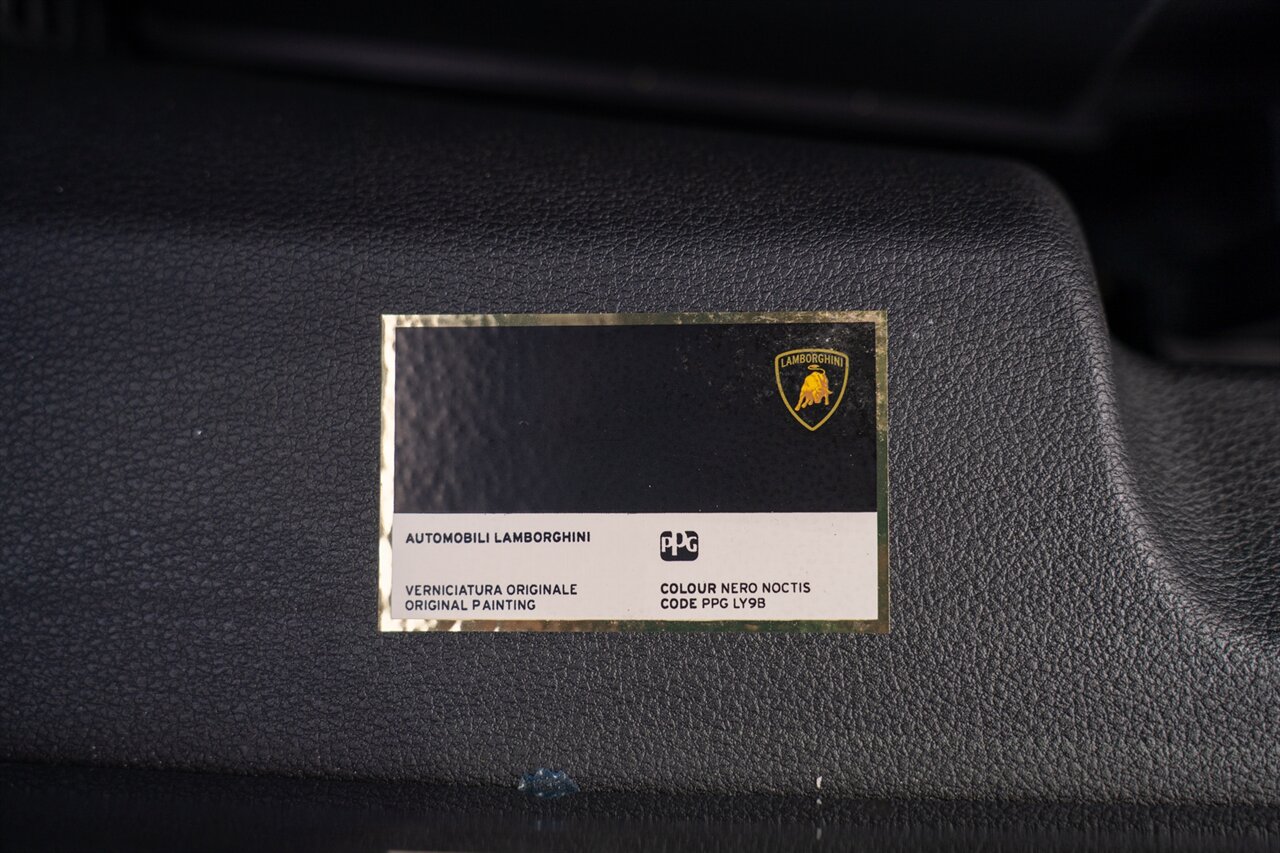 LAMBORGHINI
AUTOMOBILI LAMBORGHINI
PPG
VERNICIATURA ORIGINALE
ORIGINAL PAINTING
COLOUR NERO NOCTIS
CODE PPG LY9B